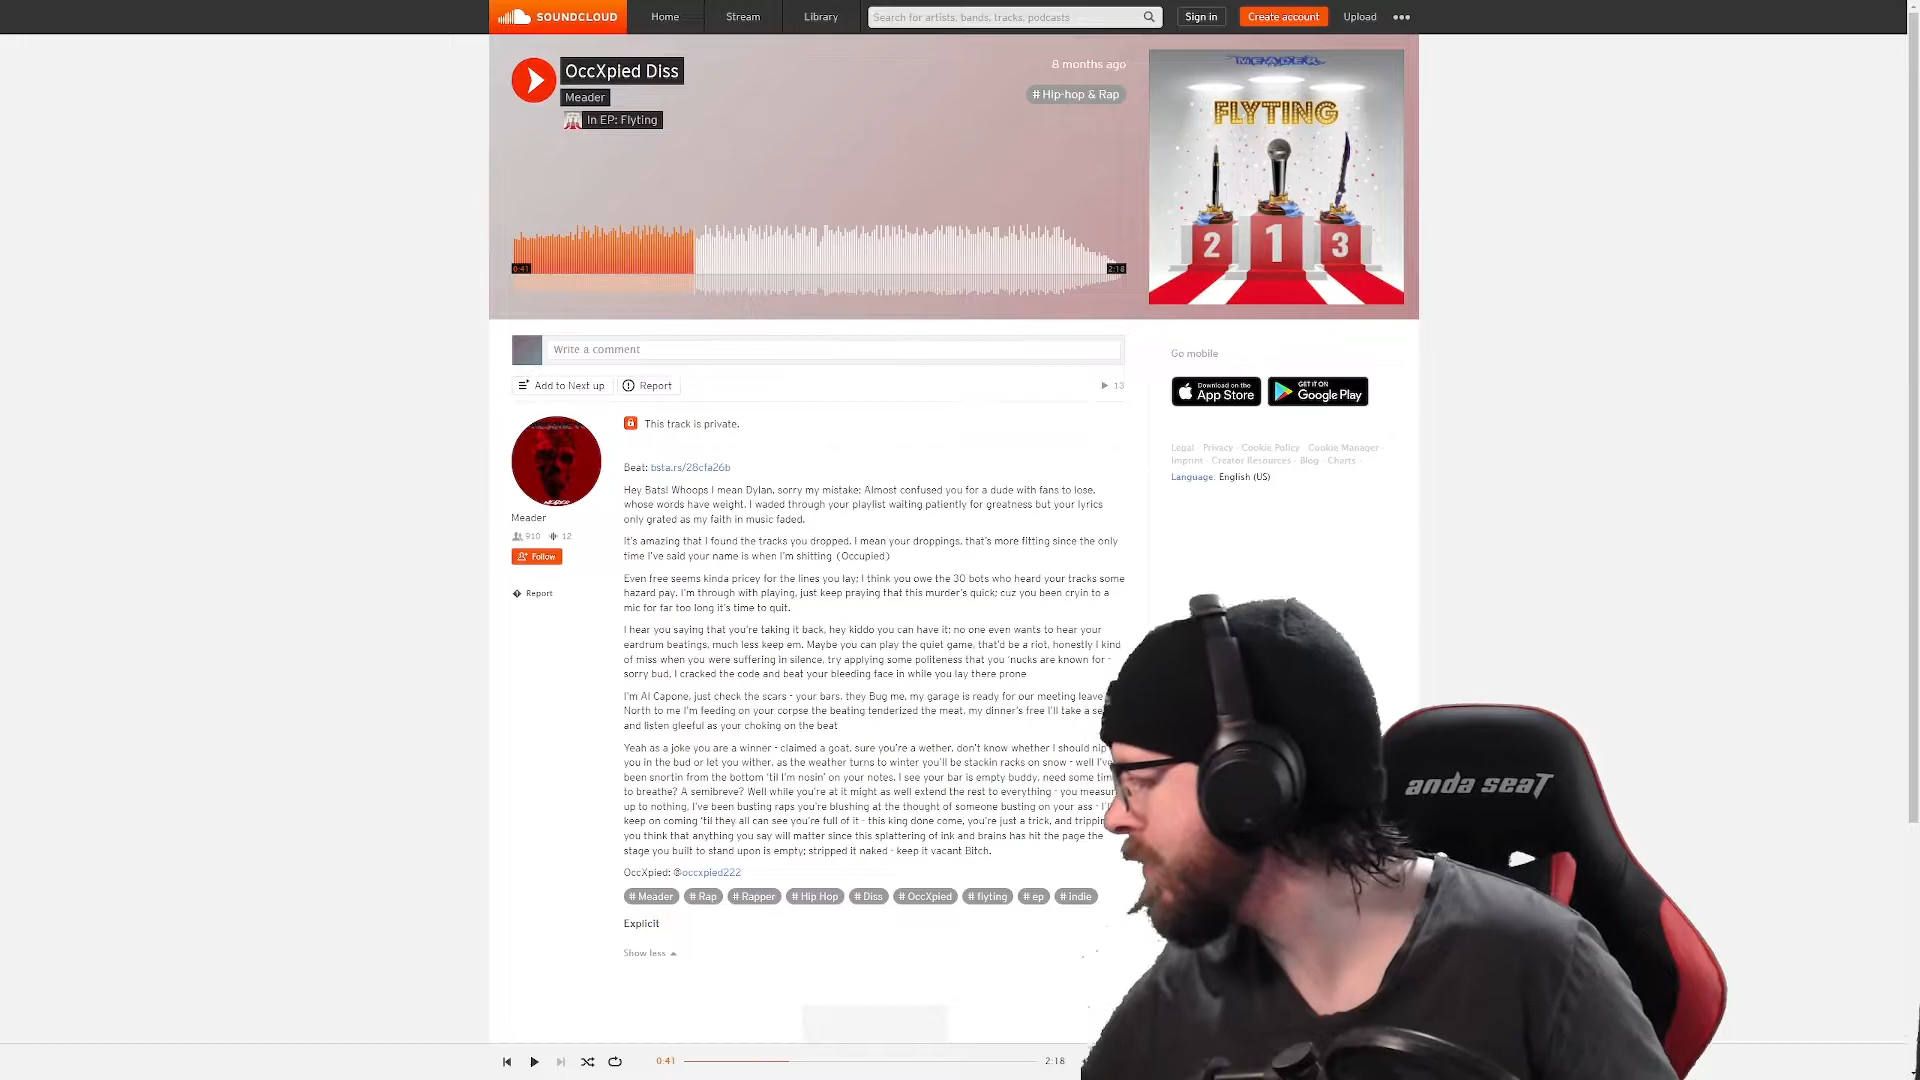 SOUNDCLOUD
Home
Stream
Library
Search for artists, bands, tracks, podcasts
Sign in
Create account
Upload
OccXpied Diss
Meader
In EP: Flyting
8 months ago
# Hip-hop & Rap
MEADER
FLYTING
2
1
3
0:41
2:18
Write a comment
Add to Next up
Report
13
Go mobile
Download on the
App Store
GET IT ON
Google Play
Legal - Privacy - Cookie Policy - Cookie Manager -
Imprint - Creator Resources - Blog - Charts -
Language: English (US)
MEADER
Meader
910
12
Follow
Report
This track is private.
Beat: bsta.rs/28cfa26b
Hey Bats! Whoops I mean Dylan, sorry my mistake; Almost confused you for a dude with fans to lose,
whose words have weight. I waded through your playlist waiting patiently for greatness but your lyrics
only grated as my faith in music faded.
It's amazing that I found the tracks you dropped, I mean your droppings, that's more fitting since the only
time I've said your name is when I'm shitting (Occupied)
Even free seems kinda pricey for the lines you lay; I think you owe the 30 bots who heard your tracks some
hazard pay. I'm through with playing, just keep praying that this murder's quick; cuz you been cryin to a
mic for far too long it's time to quit.
I hear you saying that you're taking it back, hey kiddo you can have it; no one even wants to hear your
eardrum beatings, much less keep em. Maybe you can play the quiet game, that'd be a riot, honestly I kind
of miss when you were suffering in silence, try applying some politeness that you 'nucks are known for -
sorry bud, I cracked the code and beat your bleeding face in while you lay there prone
I'm Al Capone, just check the scars - your bars, they Bug me, my garage is ready for our meeting leave
North to me I'm feeding on your corpse the beating tenderized the meat, my dinner's free I'll take a
and listen gleeful as your choking on the beat
Yeah as a joke you are a winner - claimed a goat, sure you're a wether, don't know whether I should nip
you in the bud or let you wither, as the weather turns to winter you'll be stackin racks on snow - well I've
been snortin from the bottom 'til I'm nosin' on your notes. I see your bar is empty buddy, need some
to breathe? A semibreve? Well while you're at it might as well extend the rest to everything - you
up to nothing, I've been busting raps you're blushing at the thought of someone busting on your ass -
keep on coming 'til they all can see you're full of it - this king done come, you're just a trick, and
you think that anything you say will matter since this splattering of ink and brains has hit the page the
stage you built to stand upon is empty; stripped it naked - keep it vacant Bitch.
OccXpied: @occxpied222
# Meader # Rap # Rapper # Hip Hop # Diss # OccXpied # flyting # ep # indie
Explicit
Show less
anda seaT
0:41
2:18